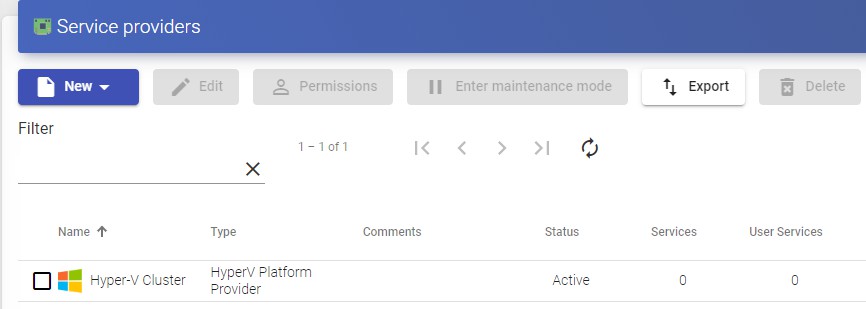 Service providers
New Edit Permissions Enter maintenance mode Export Delete
Filter
1 – 1 of 1
Name Type Comments Status Services User Services
Hyper-V Cluster HyperV Platform Provider Active 0 0